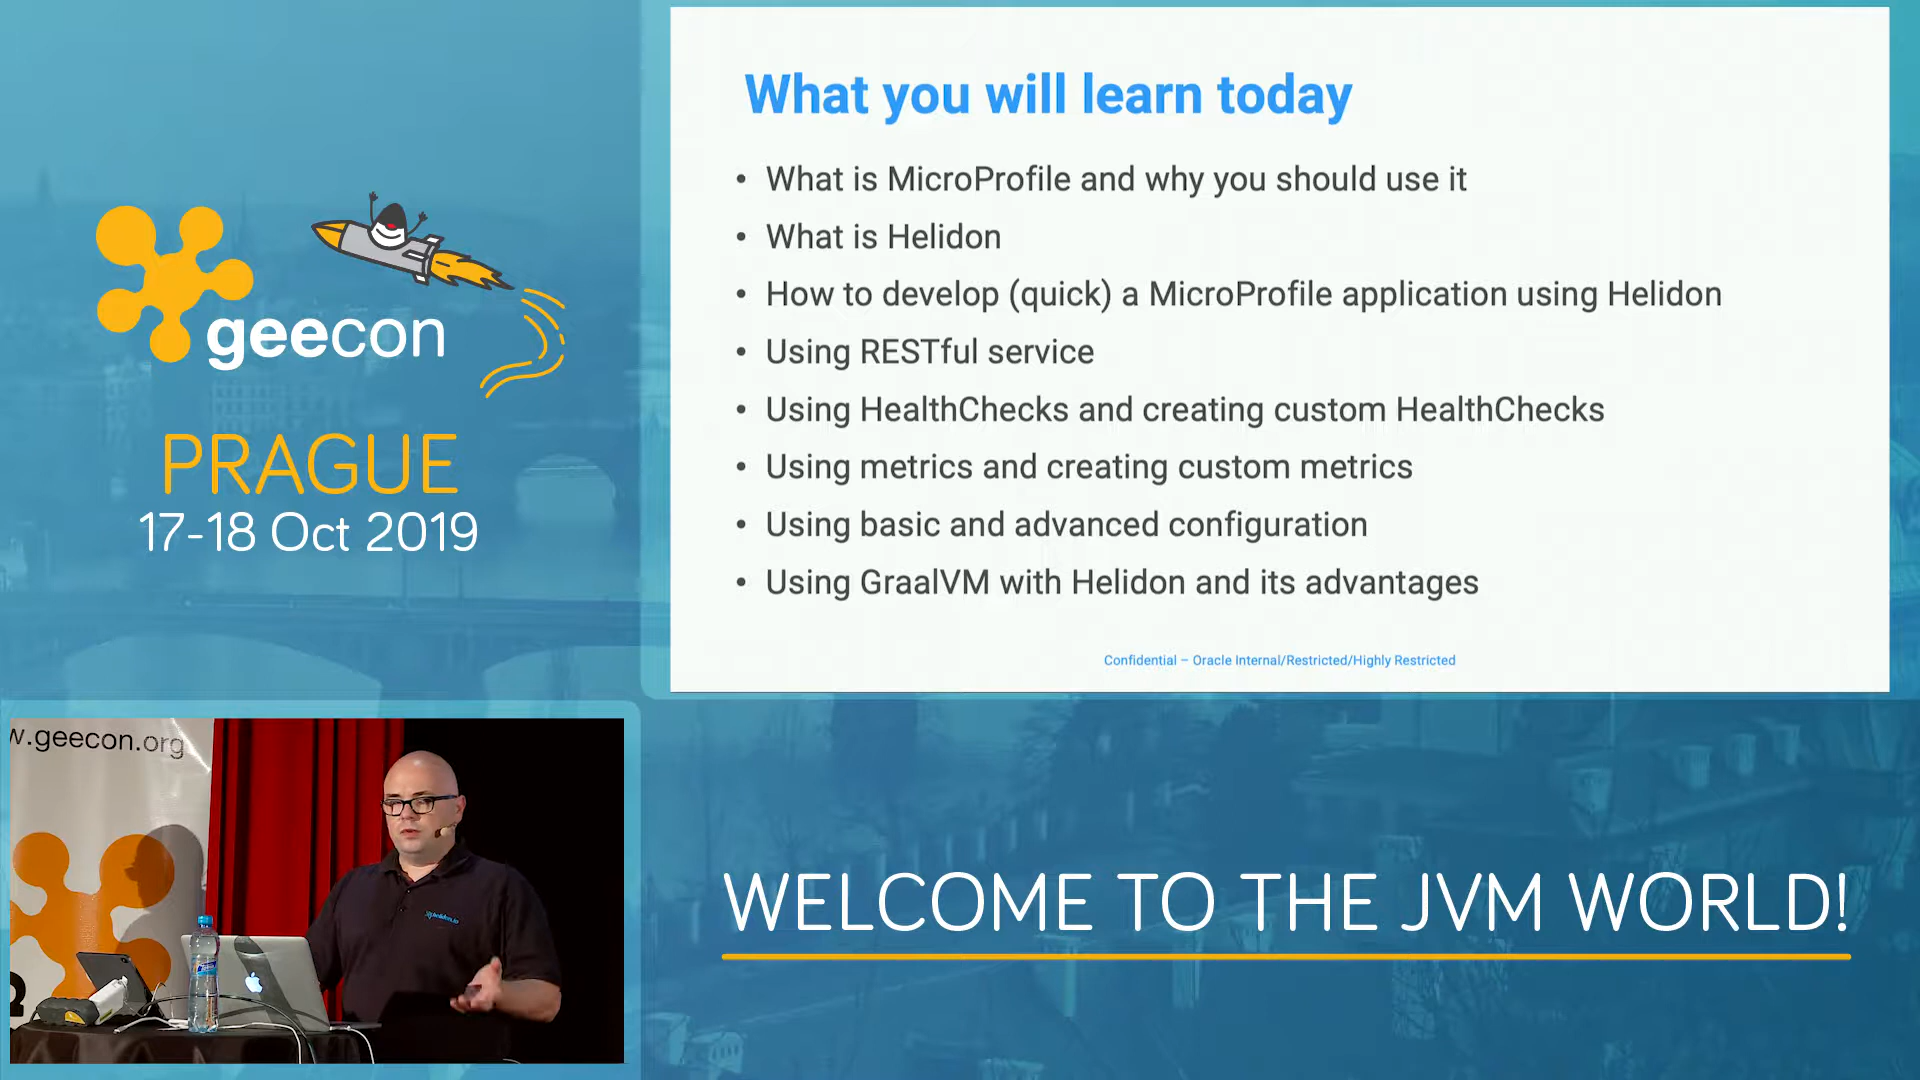 geecon
PRAGUE
17-18 Oct 2019
What you will learn today
• What is MicroProfile and why you should use it
• What is Helidon
• How to develop (quick) a MicroProfile application using Helidon
• Using RESTful service
• Using HealthChecks and creating custom HealthChecks
• Using metrics and creating custom metrics
• Using basic and advanced configuration
• Using GraalVM with Helidon and its advantages
Confidential – Oracle Internal/Restricted/Highly Restricted
w.geecon.org
helidon.io
WELCOME TO THE JVM WORLD!